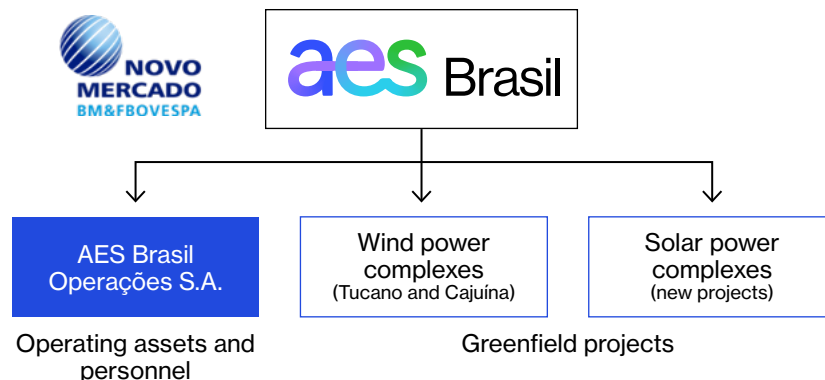 NOVO
MERCADO
BM&FBOVESPA
aes Brasil
AES Brasil
Operações S.A.
Wind power
complexes
(Tucano and Cajuína)
Solar power
complexes
(new projects)
Operating assets and
personnel
Greenfield projects